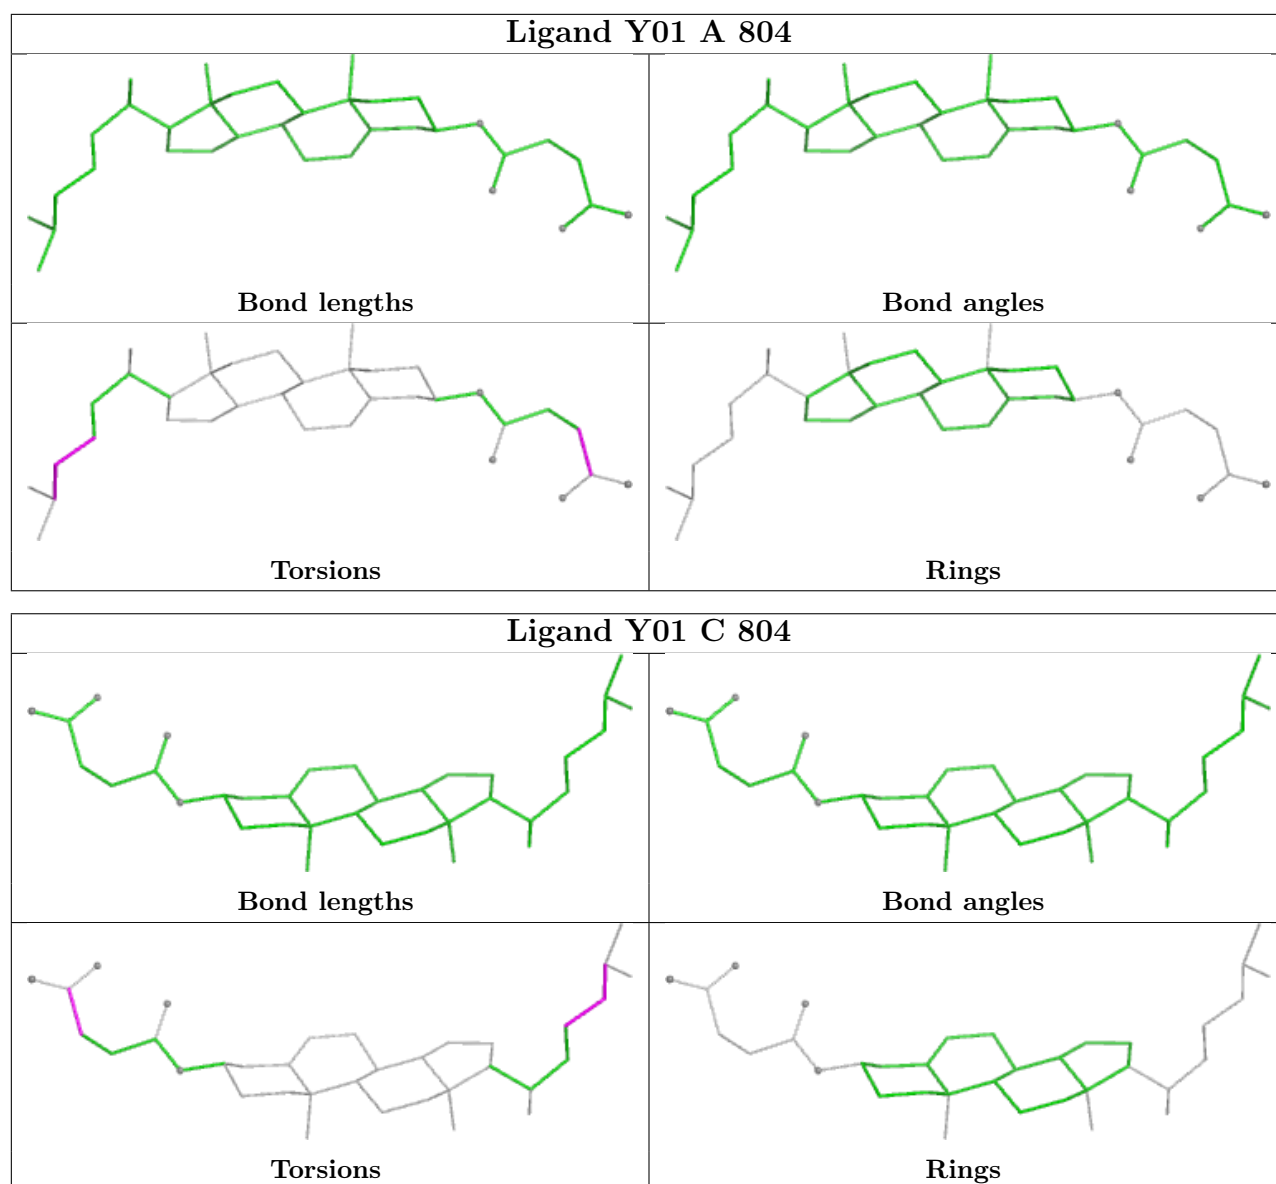 Ligand Y01 A 804
Bond lengths
Bond angles
Torsions
Rings
Ligand Y01 C 804
Bond lengths
Bond angles
Torsions
Rings